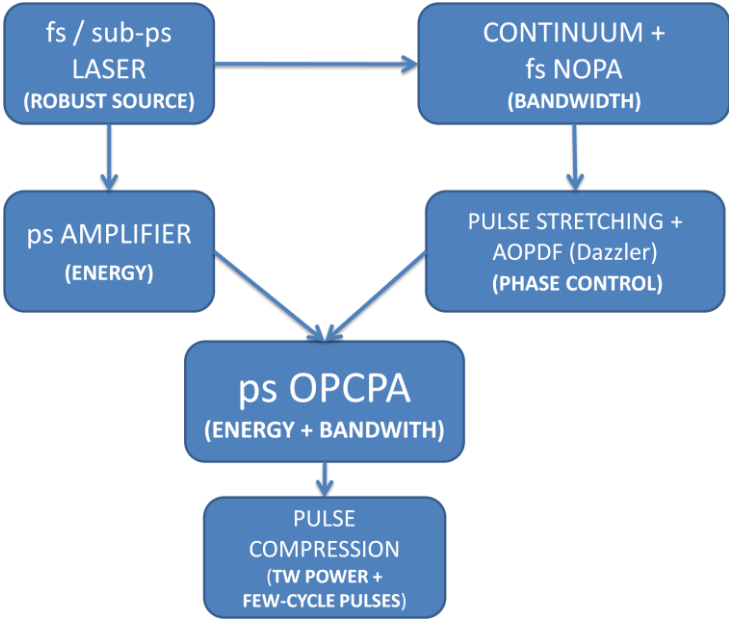 fs / sub-ps
LASER
(ROBUST SOURCE)
CONTINUUM +
fs NOPA
(BANDWIDTH)
ps AMPLIFIER
(ENERGY)
PULSE STRETCHING +
AOPDF (Dazzler)
(PHASE CONTROL)
ps OPCPA
(ENERGY + BANDWITH)
PULSE
COMPRESSION
(TW POWER +
FEW-CYCLE PULSES)